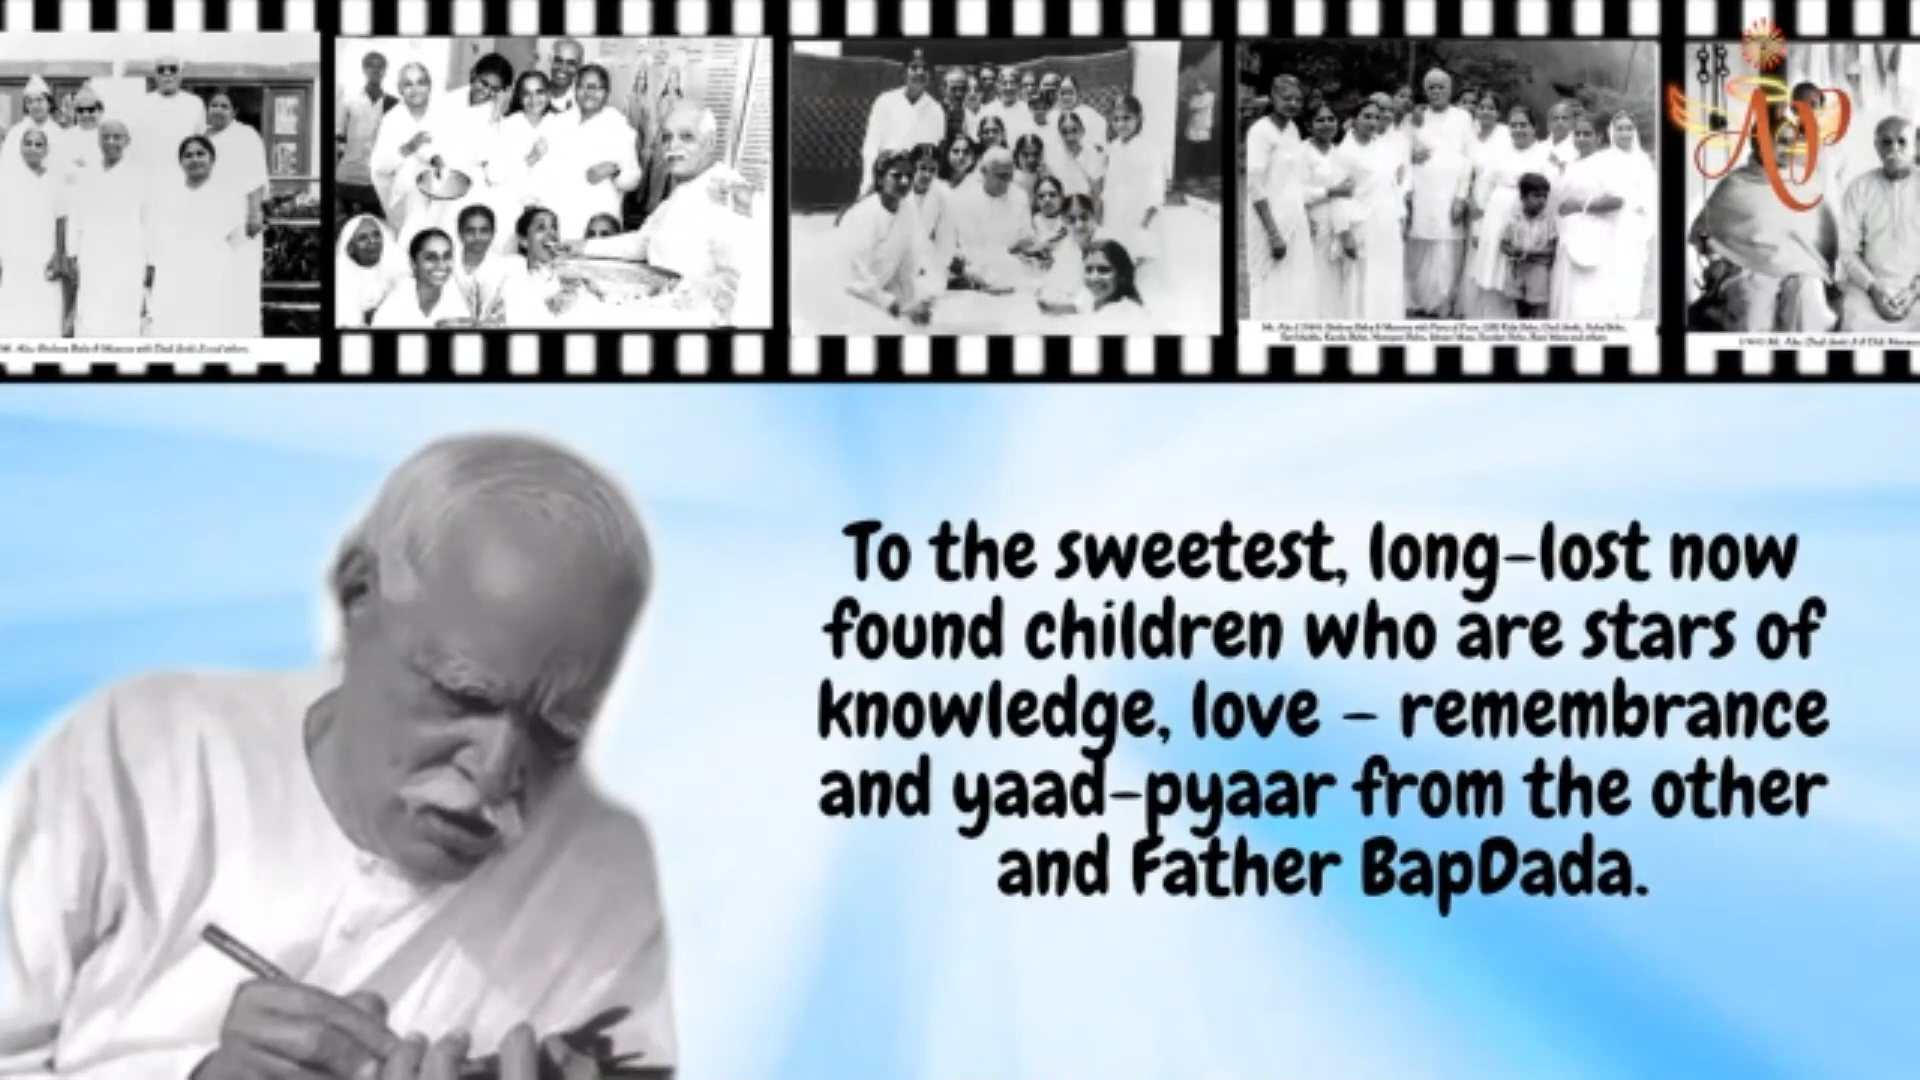 To the sweetest, long-lost now
found children who are stars of
knowledge, love - remembrance
and yaad-pyaar from the other
and Father BapDada.
AP